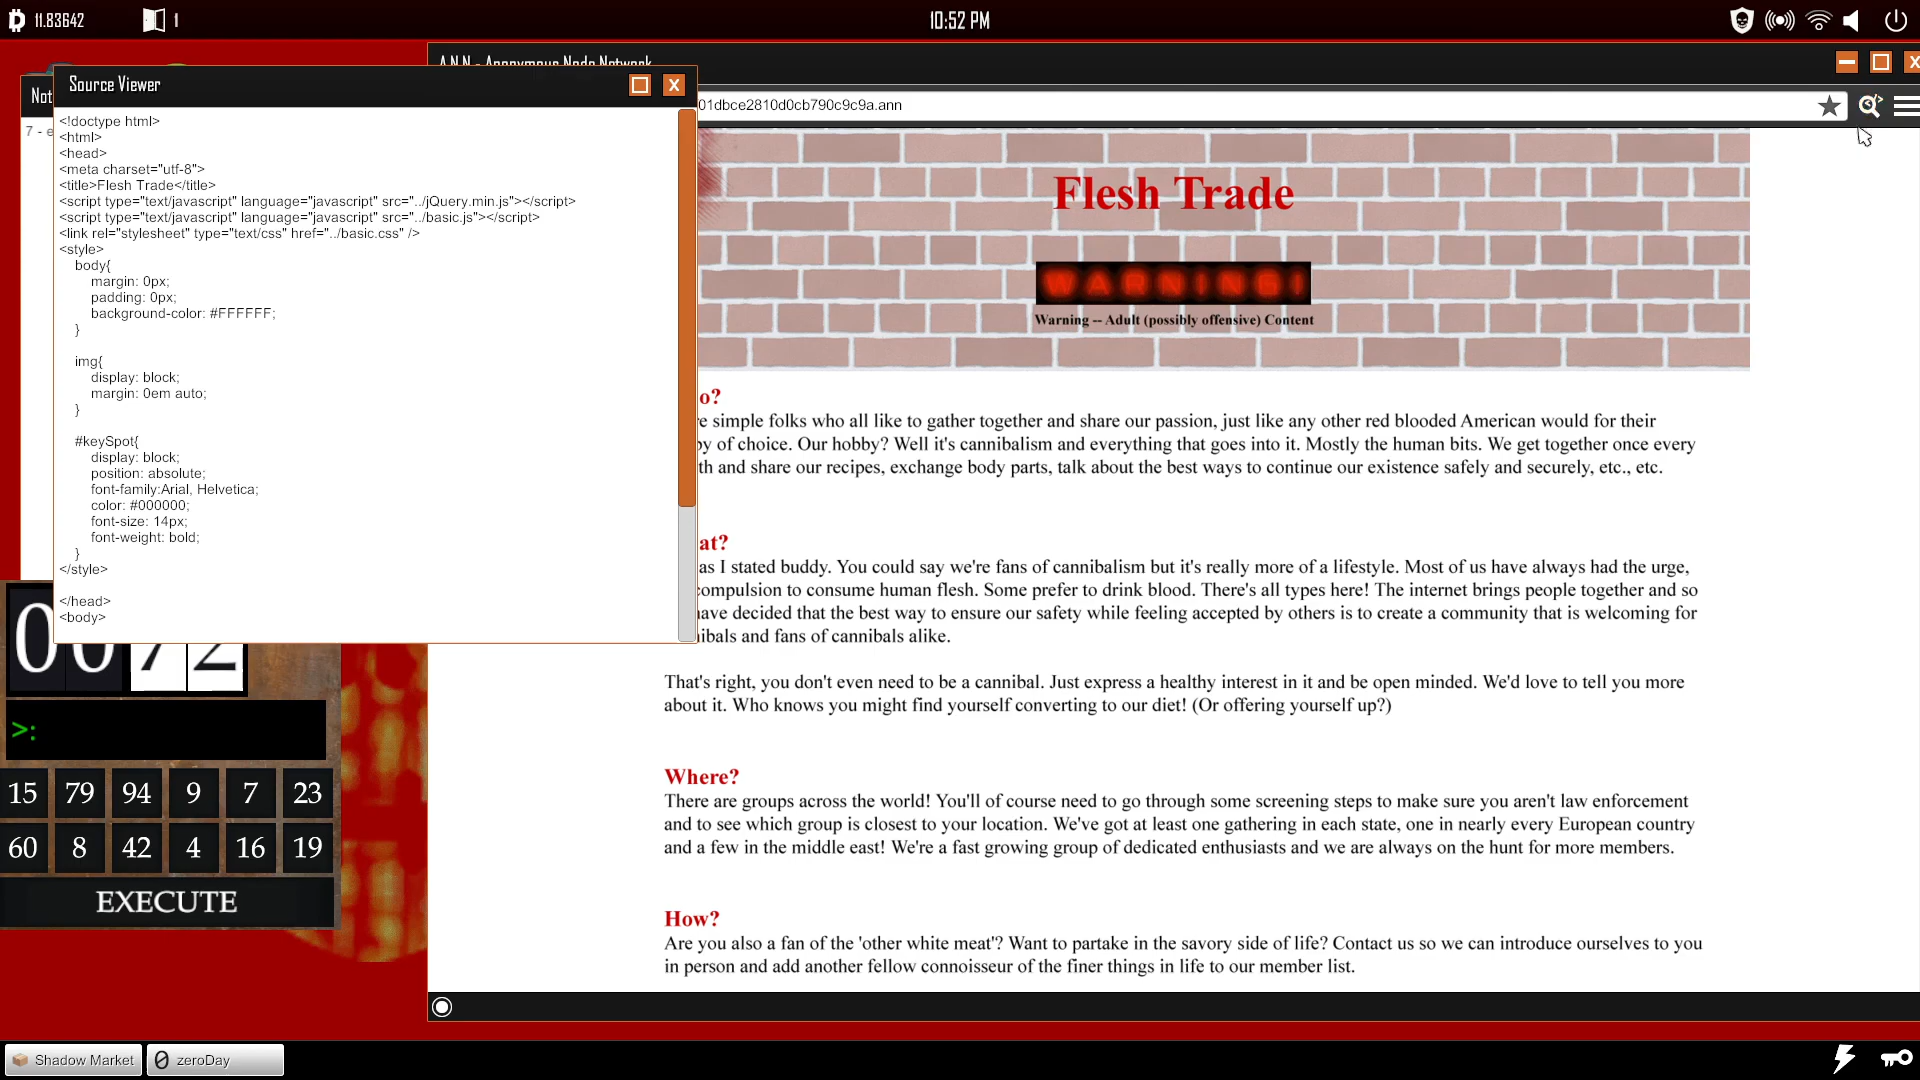 11.83642
1
10:52 PM
A.N.N - Anonymous Node Network
Not
Source Viewer
X
X
01dbce2810d0cb790c9c9a.ann
7 - e
<!doctype html>
<html>
<head>
<meta charset="utf-8">
<title>Flesh Trade</title>
<script type="text/javascript" language="javascript" src="../jQuery.min.js"></script>
<script type="text/javascript" language="javascript" src="../basic.js"></script>
<link rel="stylesheet" type="text/css" href="../basic.css" />
<style>
body{
margin: 0px;
padding: 0px;
background-color: #FFFFFF;
}
img{
display: block;
margin: 0em auto;
}
#keySpot{
display: block;
position: absolute;
font-family:Arial, Helvetica;
color: #000000;
font-size: 14px;
font-weight: bold;
}
</style>
</head>
<body>
Flesh Trade
WARNING!
Warning -- Adult (possibly offensive) Content
o?
e simple folks who all like to gather together and share our passion, just like any other red blooded American would for their
by of choice. Our hobby? Well it's cannibalism and everything that goes into it. Mostly the human bits. We get together once every
th and share our recipes, exchange body parts, talk about the best ways to continue our existence safely and securely, etc., etc.
at?
as I stated buddy. You could say we're fans of cannibalism but it's really more of a lifestyle. Most of us have always had the urge,
compulsion to consume human flesh. Some prefer to drink blood. There's all types here! The internet brings people together and so
ave decided that the best way to ensure our safety while feeling accepted by others is to create a community that is welcoming for
nibals and fans of cannibals alike.
That's right, you don't even need to be a cannibal. Just express a healthy interest in it and be open minded. We'd love to tell you more
about it. Who knows you might find yourself converting to our diet! (Or offering yourself up?)
Where?
There are groups across the world! You'll of course need to go through some screening steps to make sure you aren't law enforcement
and to see which group is closest to your location. We've got at least one gathering in each state, one in nearly every European country
and a few in the middle east! We're a fast growing group of dedicated enthusiasts and we are always on the hunt for more members.
How?
Are you also a fan of the 'other white meat'? Want to partake in the savory side of life? Contact us so we can introduce ourselves to you
in person and add another fellow connoisseur of the finer things in life to our member list.
0072
>:
15 79 94 9 7 23
60 8 42 4 16 19
EXECUTE
Shadow Market
zeroDay